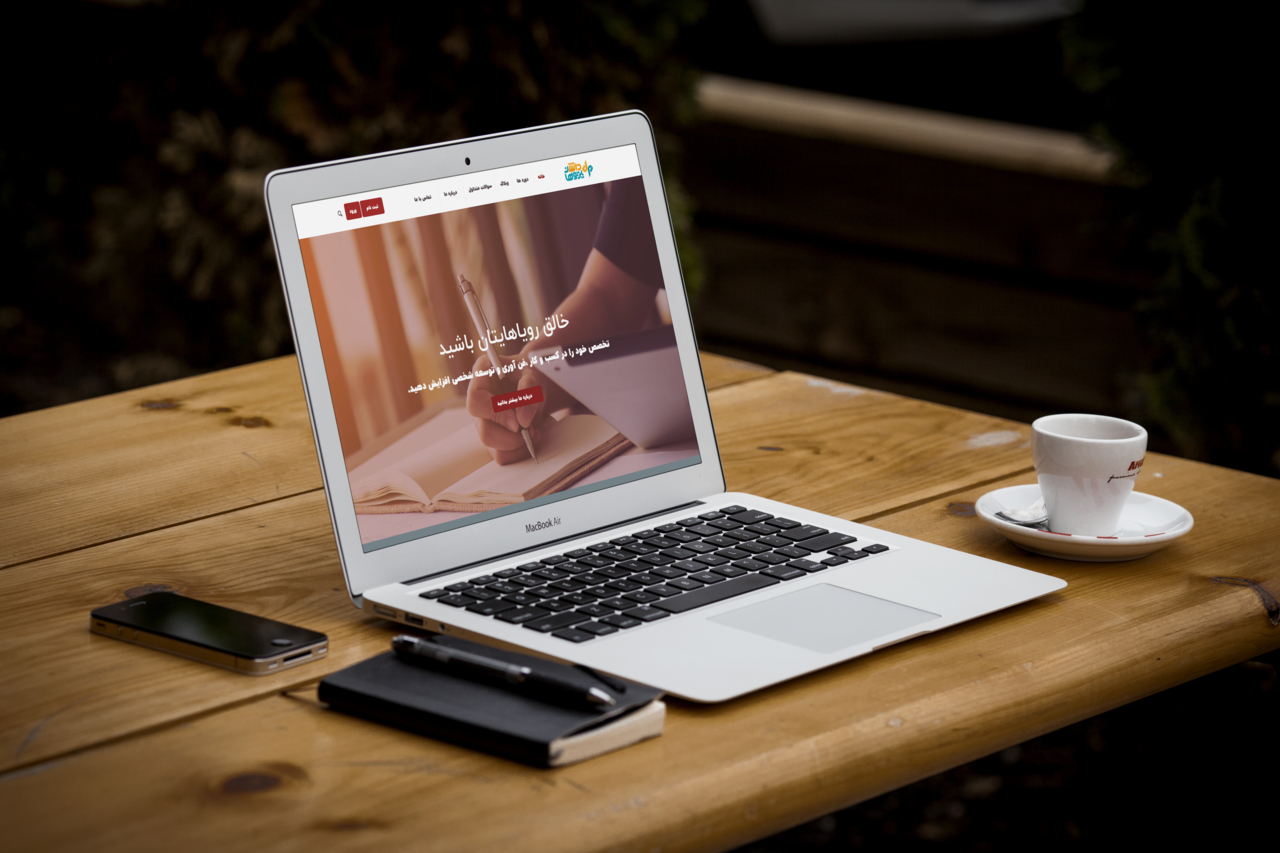 خانه دوره ها وبلاگ سوالات متداول درباره ما تماس با ما ثبت نام ورود
خالق رویاهایتان باشید
تخصص خود را در کسب و کار ،فن آوری و توسعه شخصی افزایش دهید.
درباره ما بیشتر بدانید
MacBook Air